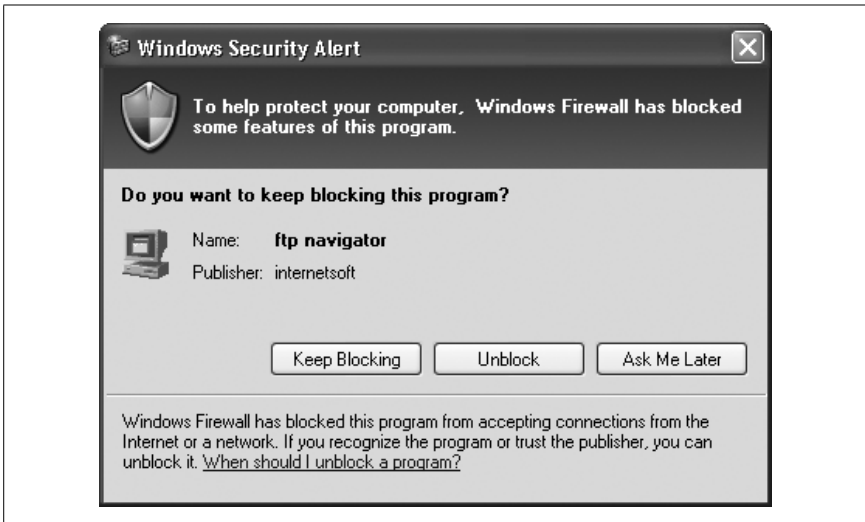 Windows Security Alert
To help protect your computer, Windows Firewall has blocked
some features of this program.
Do you want to keep blocking this program?
Name: ftp navigator
Publisher: internetsoft
Keep Blocking Unblock Ask Me Later
Windows Firewall has blocked this program from accepting connections from the
Internet or a network. If you recognize the program or trust the publisher, you can
unblock it. When should I unblock a program?